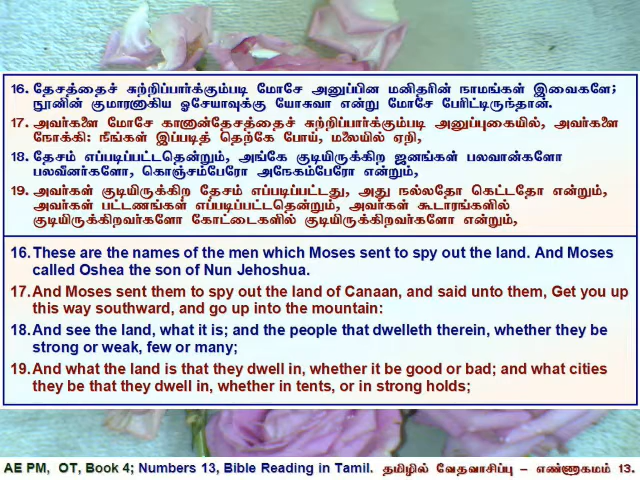 16. தேசத்தைச் சுற்றிப்பார்க்கும்படி மோசே அனுப்பின மனிதரின் நாமங்கள் இவைகளே;
நூனின் குமாரனாகிய ஓசேயாவுக்கு யோசுவா என்று மோசே பேரிட்டிருந்தான்.
17. அவர்களை மோசே கானான்தேசத்தைச் சுற்றிப்பார்க்கும்படி அனுப்புகையில், அவர்களை
நோக்கி: நீங்கள் இப்படித் தெற்கே போய், மலையில் ஏறி,
18. தேசம் எப்படிப்பட்டதென்றும், அங்கே குடியிருக்கிற ஜனங்கள் பலவான்களோ
பலவீனர்களோ, கொஞ்சம்பேரோ அநேகம்பேரோ என்றும்,
19. அவர்கள் குடியிருக்கிற தேசம் எப்படிப்பட்டது, அது நல்லதோ கெட்டதோ என்றும்,
அவர்கள் பட்டணங்கள் எப்படிப்பட்டதென்றும், அவர்கள் கூடாரங்களில்
குடியிருக்கிறவர்களோ கோட்டைகளில் குடியிருக்கிறவர்களோ என்றும்,
16. These are the names of the men which Moses sent to spy out the land. And Moses
called Oshea the son of Nun Jehoshua.
17. And Moses sent them to spy out the land of Canaan, and said unto them, Get you up
this way southward, and go up into the mountain:
18. And see the land, what it is; and the people that dwelleth therein, whether they be
strong or weak, few or many;
19. And what the land is that they dwell in, whether it be good or bad; and what cities
they be that they dwell in, whether in tents, or in strong holds;
AE PM, OT, Book 4; Numbers 13, Bible Reading in Tamil. தமிழில் வேதவாசிப்பு – எண்ணாகமம் 13.